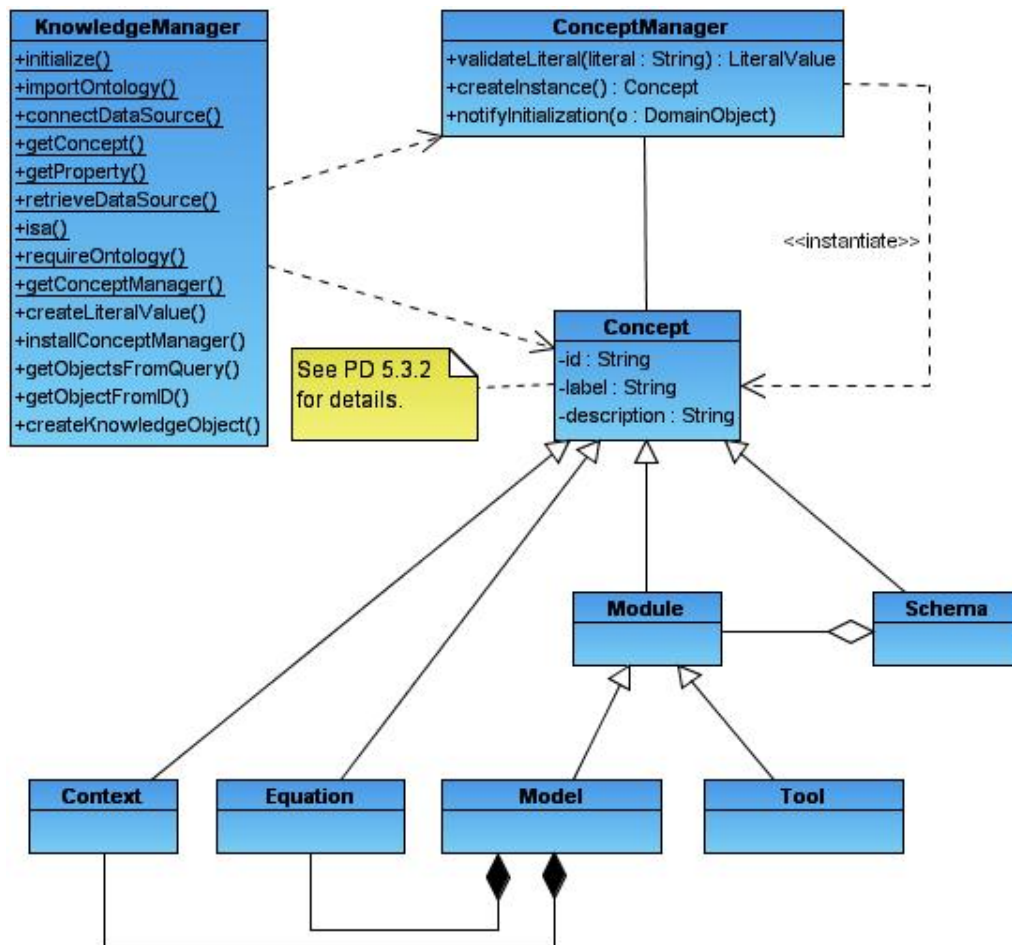 KnowledgeManager
+initialize()
+importOntology()
+connectDataSource()
+getConcept()
+getProperty()
+retrieveDataSource()
+isa()
+requireOntology()
+getConceptManager()
+createLiteralValue()
+installConceptManager()
+getObjectsFromQuery()
+getObjectFromID()
+createKnowledgeObject()
ConceptManager
+validateLiteral(literal : String) : LiteralValue
+createInstance() : Concept
+notifyInitialization(o : DomainObject)
<<instantiate>>
Concept
-id : String
-label : String
-description : String
See PD 5.3.2
for details.
Module
Schema
Context
Equation
Model
Tool